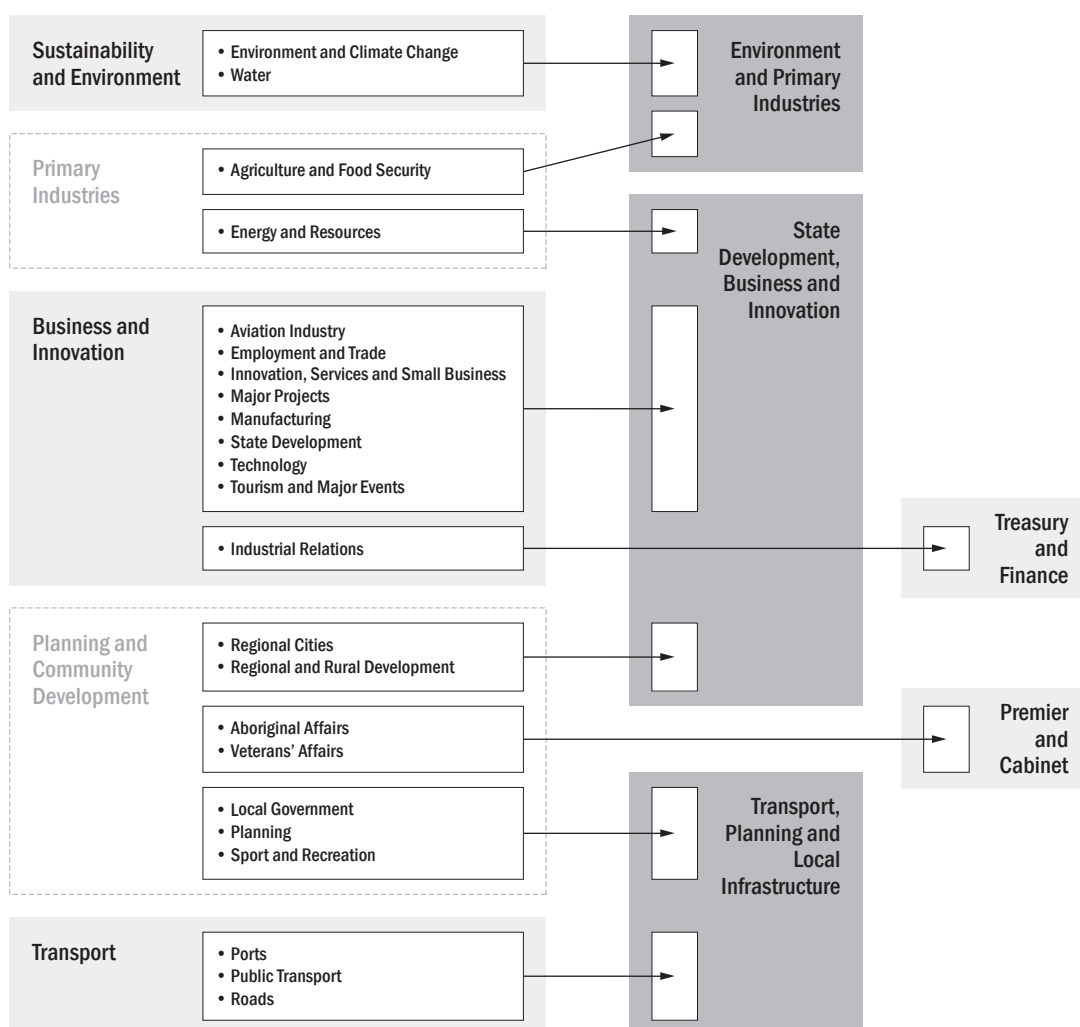 Sustainability
and Environment
• Environment and Climate Change
• Water
Environment
and Primary
Industries
Primary
Industries
• Agriculture and Food Security
• Energy and Resources
State
Development,
Business and
Innovation
Business and
Innovation
• Aviation Industry
• Employment and Trade
• Innovation, Services and Small Business
• Major Projects
• Manufacturing
• State Development
• Technology
• Tourism and Major Events
• Industrial Relations
Treasury
and
Finance
Planning and
Community
Development
• Regional Cities
• Regional and Rural Development
• Aboriginal Affairs
• Veterans’ Affairs
Premier
and
Cabinet
• Local Government
• Planning
• Sport and Recreation
Transport,
Planning and
Local
Infrastructure
Transport
• Ports
• Public Transport
• Roads